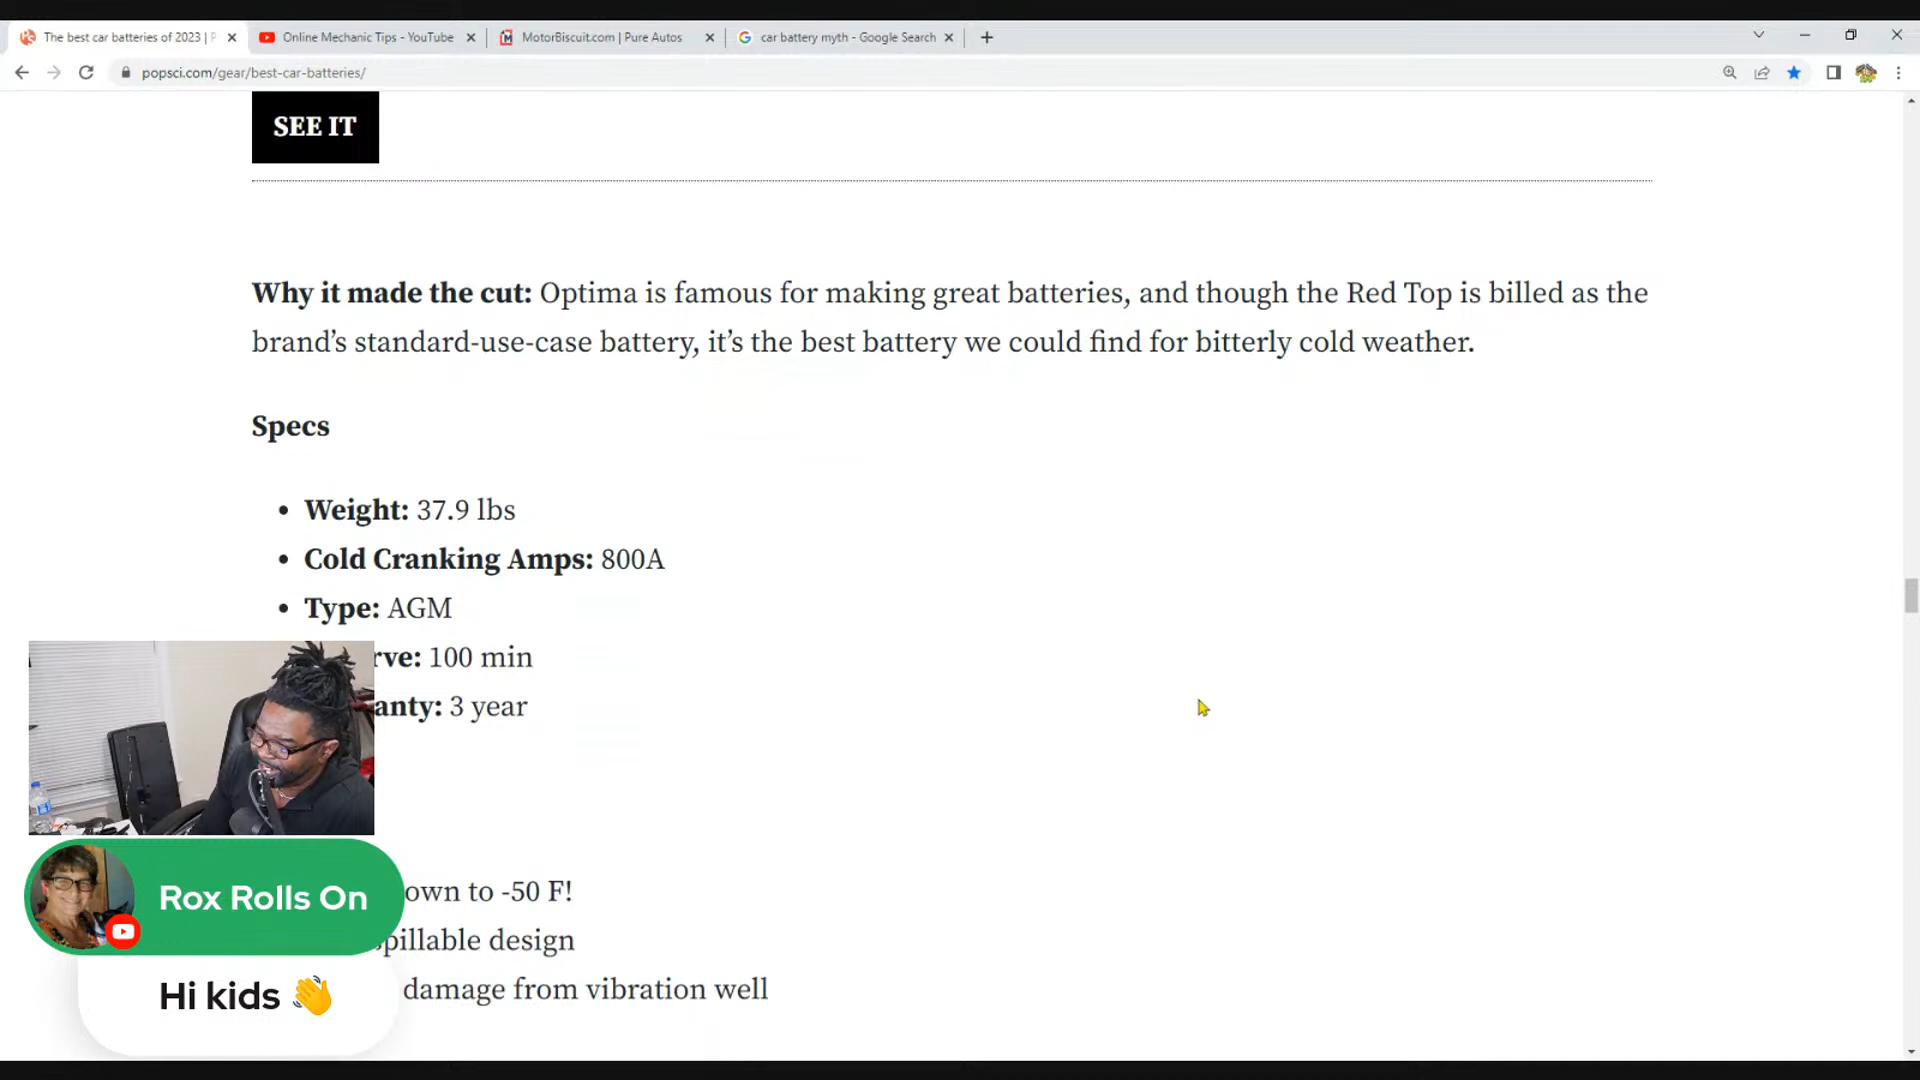 The best car batteries of 2023 | P
Online Mechanic Tips - YouTube
MotorBiscuit.com | Pure Autos
car battery myth - Google Search
popsci.com/gear/best-car-batteries/
SEE IT
Why it made the cut: Optima is famous for making great batteries, and though the Red Top is billed as the
brand’s standard-use-case battery, it’s the best battery we could find for bitterly cold weather.
Specs
• Weight: 37.9 lbs
• Cold Cranking Amps: 800A
• Type: AGM
rve: 100 min
anty: 3 year
own to -50 F!
spillable design
damage from vibration well
Rox Rolls On
Hi kids 👋